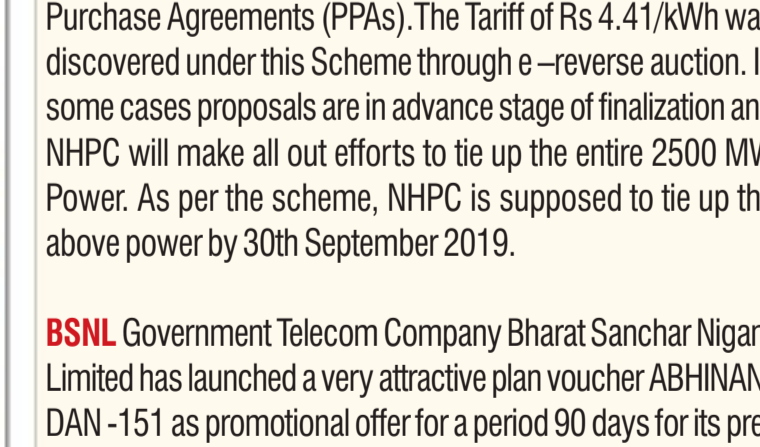 Purchase Agreements (PPAs).The Tariff of Rs 4.41/kWh wa
discovered under this Scheme through e –reverse auction. I
some cases proposals are in advance stage of finalization an
NHPC will make all out efforts to tie up the entire 2500 MW
Power. As per the scheme, NHPC is supposed to tie up th
above power by 30th September 2019.
BSNL Government Telecom Company Bharat Sanchar Nigam
Limited has launched a very attractive plan voucher ABHINAN
DAN -151 as promotional offer for a period 90 days for its pre